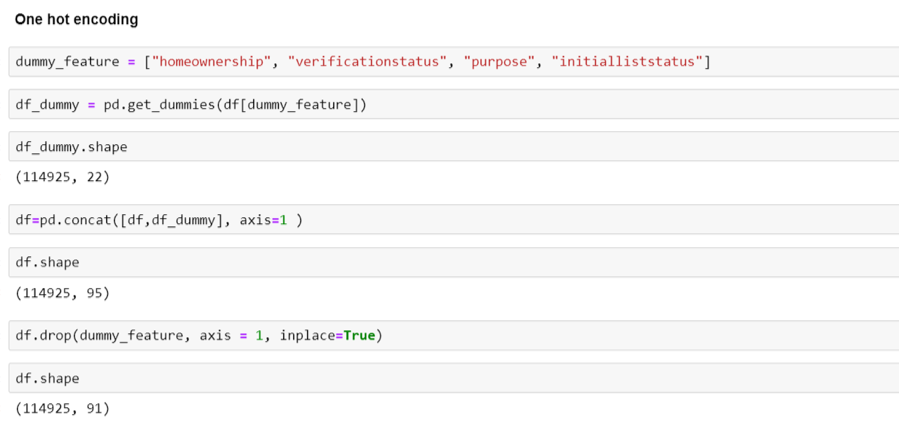 One hot encoding
dummy_feature = ["homeownership", "verificationstatus", "purpose", "initialliststatus"]
df_dummy = pd.get_dummies(df[dummy_feature])
df_dummy.shape
(114925, 22)
df=pd.concat([df,df_dummy], axis=1 )
df.shape
(114925, 95)
df.drop(dummy_feature, axis = 1, inplace=True)
df.shape
(114925, 91)